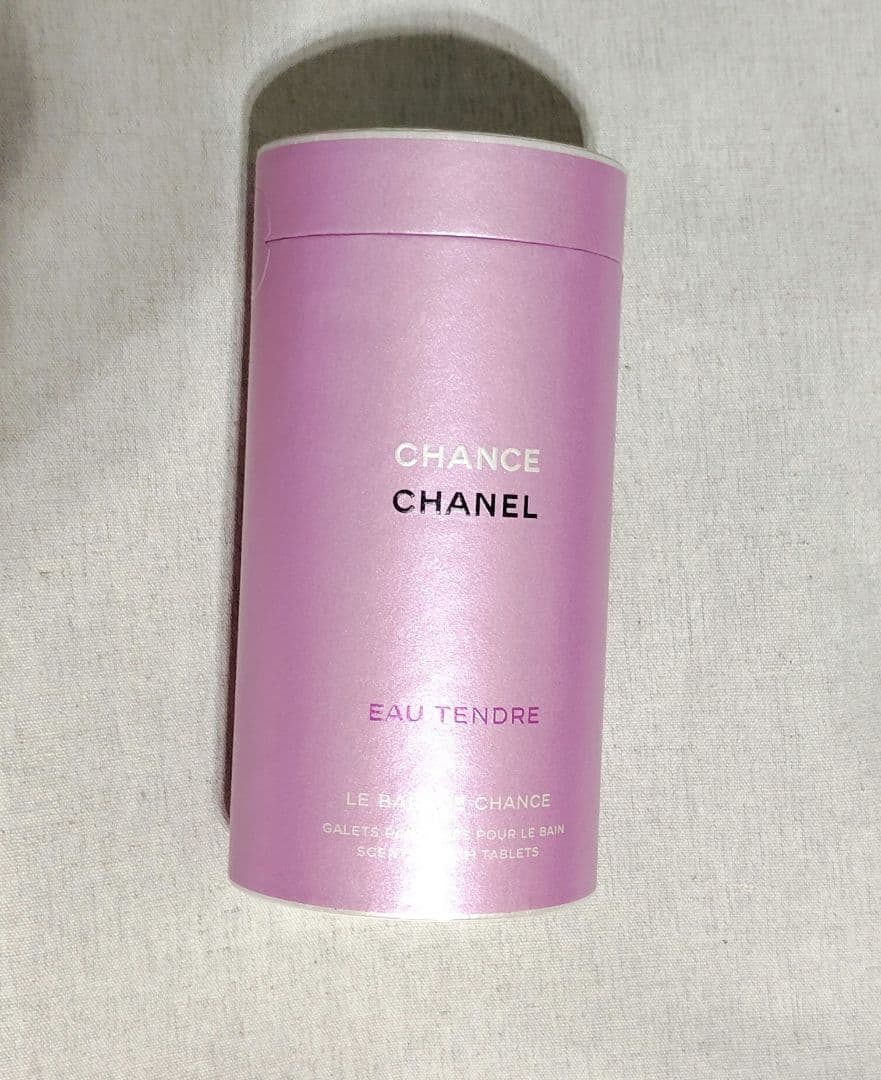 CHANCE
CHANEL
EAU TENDRE
LE CHANCE
GALETS POUR LE BAIN
TABLETS